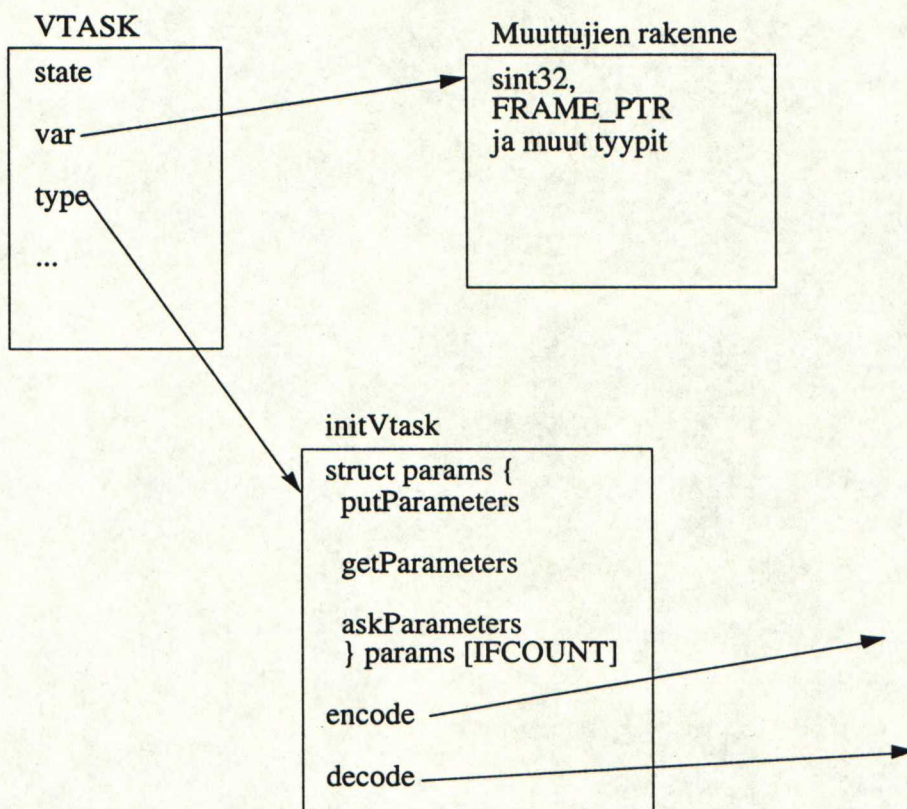 VTASK
state
var
type
...
Muuttujien rakenne
sint32,
FRAME_PTR
ja muut tyypit
initVtask
struct params {
putParameters
getParameters
askParameters
} params [IFCOUNT]
encode
decode